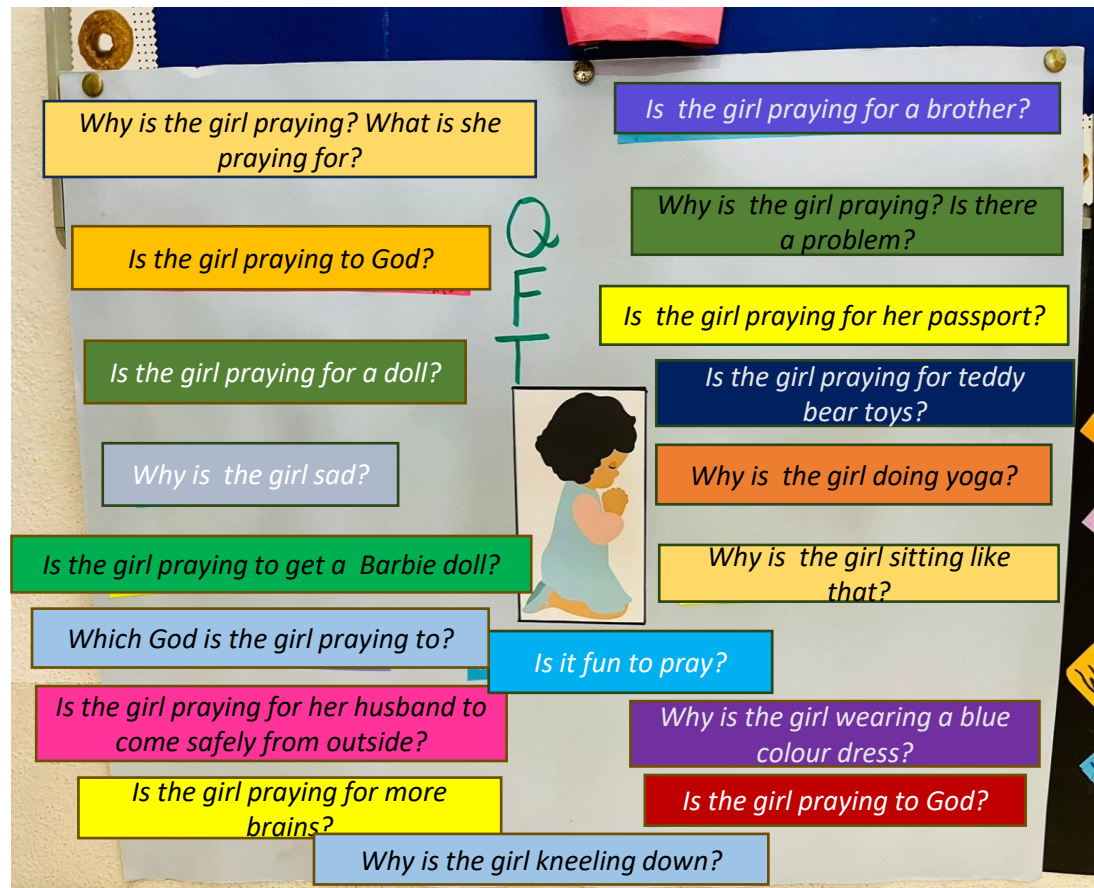 Why is the girl praying? What is she
praying for?
Is the girl praying to God?
Is the girl praying for a doll?
Why is the girl sad?
Is the girl praying to get a Barbie doll?
Which God is the girl praying to?
Is the girl praying for her husband to
come safely from outside?
Is the girl praying for more
brains?
Why is the girl kneeling down?
Q
F
T
Is it fun to pray?
Is the girl praying for a brother?
Why is the girl praying? Is there
a problem?
Is the girl praying for her passport?
Is the girl praying for teddy
bear toys?
Why is the girl doing yoga?
Why is the girl sitting like
that?
Why is the girl wearing a blue
colour dress?
Is the girl praying to God?